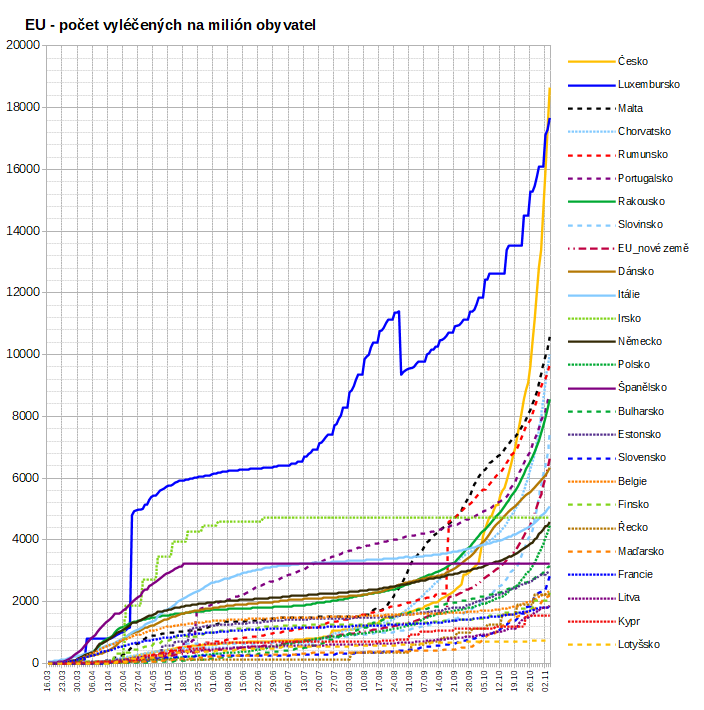 EU - počet vyléčených na milión obyvatel
20000
18000
16000
14000
12000
10000
8000
6000
4000
2000
0
16.03
23.03
30.03
06.04
13.04
20.04
27.04
04.05
11.05
18.05
25.05
01.06
08.06
15.06
22.06
29.06
06.07
13.07
20.07
27.07
03.08
10.08
17.08
24.08
31.08
07.09
14.09
21.09
28.09
05.10
12.10
19.10
26.10
02.11
Česko
Luxembursko
Malta
Chorvatsko
Rumunsko
Portugalsko
Rakousko
Slovinsko
EU_nové země
Dánsko
Itálie
Irsko
Německo
Polsko
Španělsko
Bulharsko
Estonsko
Slovensko
Belgie
Finsko
Řecko
Maďarsko
Francie
Litva
Kypr
Lotyšsko